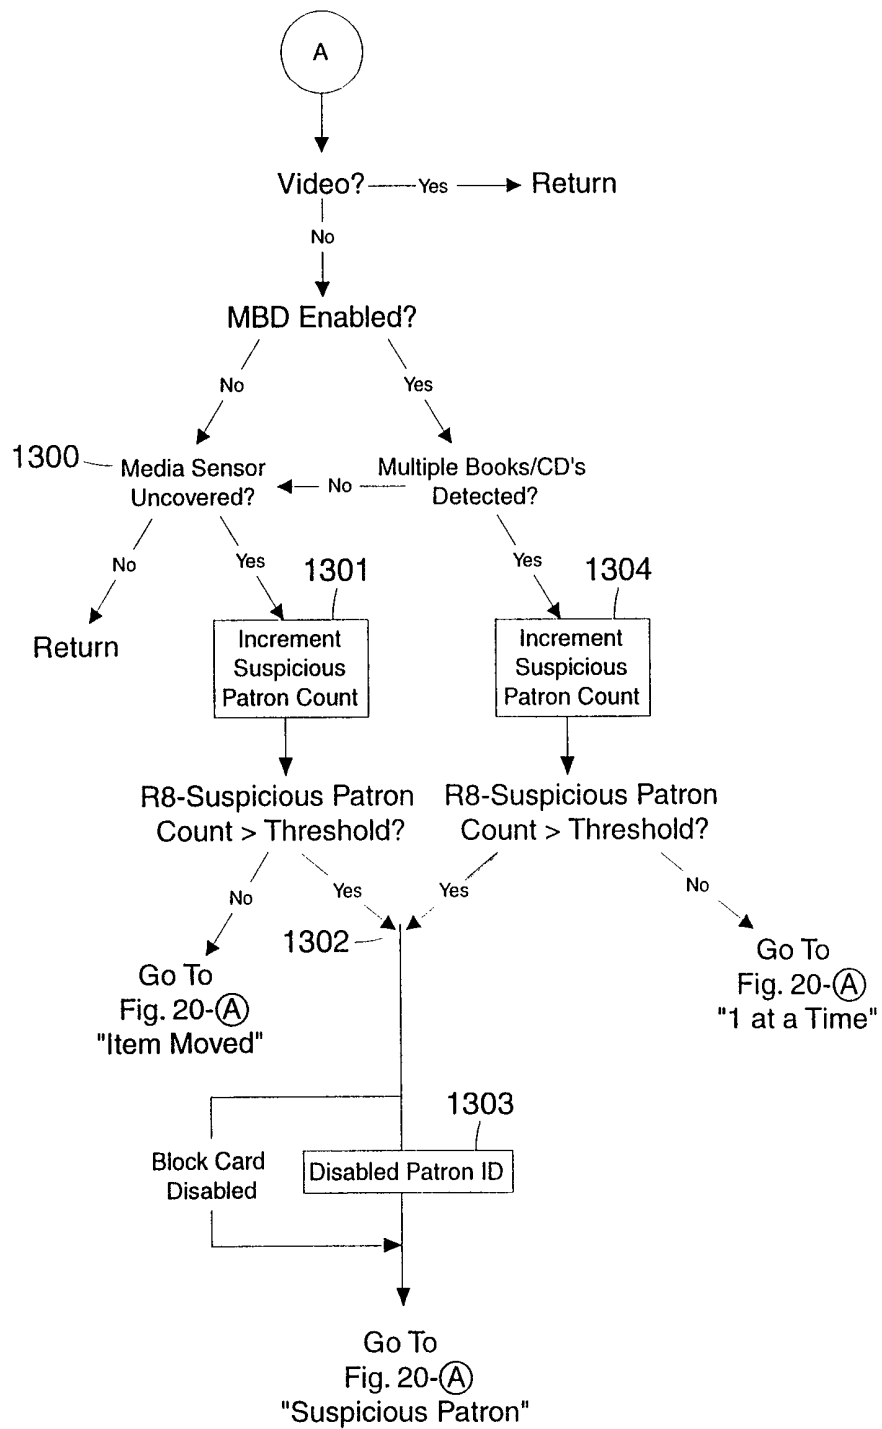 A
Video? Yes Return
No
MBD Enabled?
No Yes
1300 Media Sensor Uncovered?
No
Multiple Books/CD's Detected?
No Yes Yes
1301 1304
Return
Increment
Suspicious
Patron Count
Increment
Suspicious
Patron Count
R8-Suspicious Patron
Count > Threshold?
R8-Suspicious Patron
Count > Threshold?
No Yes Yes No
1302
Go To
Fig. 20-A
"Item Moved"
Go To
Fig. 20-A
"1 at a Time"
1303
Block Card
Disabled
Disabled Patron ID
Go To
Fig. 20-A
"Suspicious Patron"